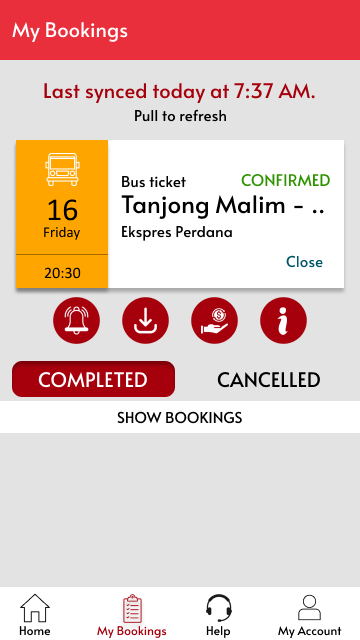 My Bookings
Last synced today at 7:37 AM.
Pull to refresh
16
Friday
20:30
Bus ticket
CONFIRMED
Tanjong Malim - ..
Ekspres Perdana
Close
COMPLETED
CANCELLED
SHOW BOOKINGS
Home
My Bookings
Help
My Account